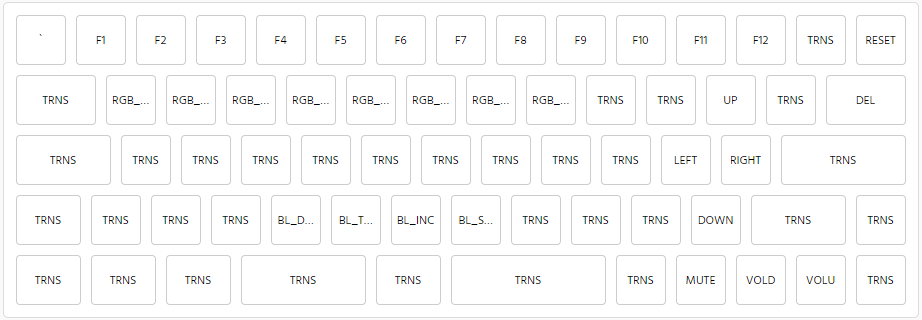 ` F1 F2 F3 F4 F5 F6 F7 F8 F9 F10 F11 F12 TRNS RESET
TRNS RGB_... RGB_... RGB_... RGB_... RGB_... RGB_... RGB_... RGB_... TRNS TRNS UP TRNS DEL
TRNS TRNS TRNS TRNS TRNS TRNS TRNS TRNS TRNS TRNS LEFT RIGHT TRNS
TRNS TRNS TRNS TRNS BL_D... BL_T... BL_INC BL_S... TRNS TRNS TRNS DOWN TRNS TRNS
TRNS TRNS TRNS TRNS TRNS TRNS TRNS MUTE VOLD VOLU TRNS